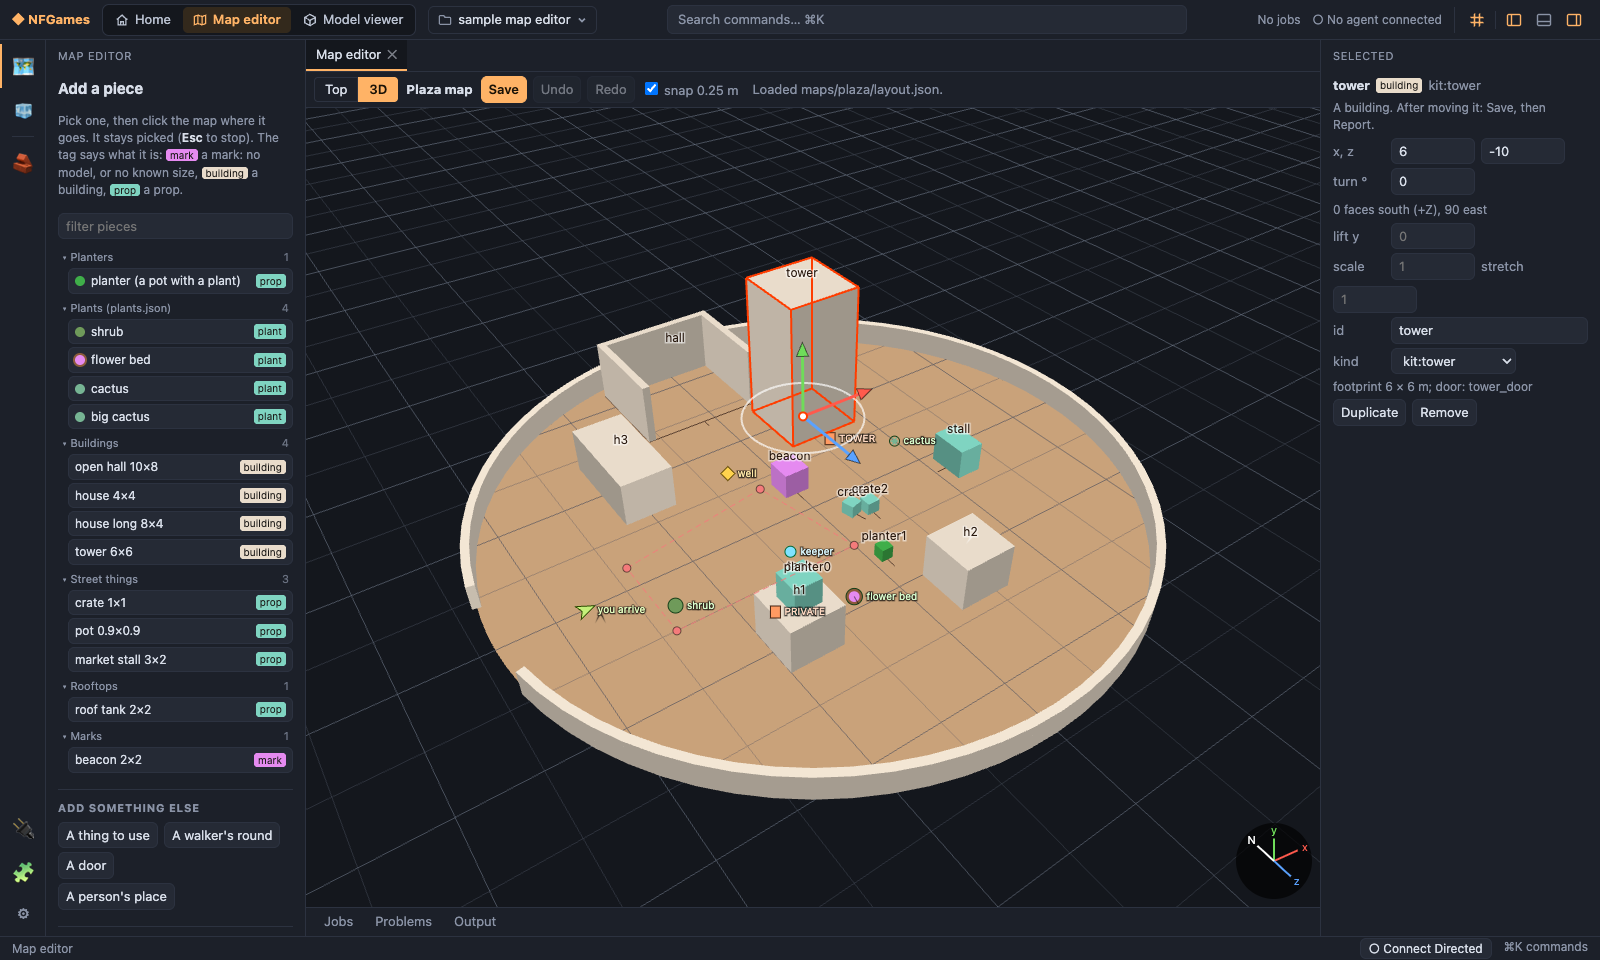 NFGames
Home
Map editor
Model viewer
sample map editor
Search commands... ⌘K
No jobs
No agent connected
MAP EDITOR
Add a piece
Pick one, then click the map where it
goes. It stays picked (Esc to stop). The
tag says what it is: mark a mark: no
model, or no known size, building a
building, prop a prop.
filter pieces
Planters 1
planter (a pot with a plant) prop
Plants (plants.json) 4
shrub plant
flower bed plant
cactus plant
big cactus plant
Buildings 4
open hall 10×8 building
house 4×4 building
house long 8×4 building
tower 6×6 building
Street things 3
crate 1×1 prop
pot 0.9×0.9 prop
market stall 3×2 prop
Rooftops 1
roof tank 2×2 prop
Marks 1
beacon 2×2 mark
ADD SOMETHING ELSE
A thing to use
A walker's round
A door
A person's place
Map editor
Top
3D
Plaza map
Save
Undo
Redo
snap 0.25 m
Loaded maps/plaza/layout.json.
tower
hall
h3
TOWER
cactus
stall
beacon
well
crate2
planter1
h2
keeper
planter0
h1
flower bed
PRIVATE
you arrive
shrub
N
y
x
z
Jobs
Problems
Output
SELECTED
tower building kit:tower
A building. After moving it: Save, then
Report.
x, z 6 -10
turn ° 0
0 faces south (+Z), 90 east
lift y 0
scale 1 stretch
1
id tower
kind kit:tower
footprint 6 × 6 m; door: tower_door
Duplicate
Remove
Map editor
Connect Directed
⌘K commands